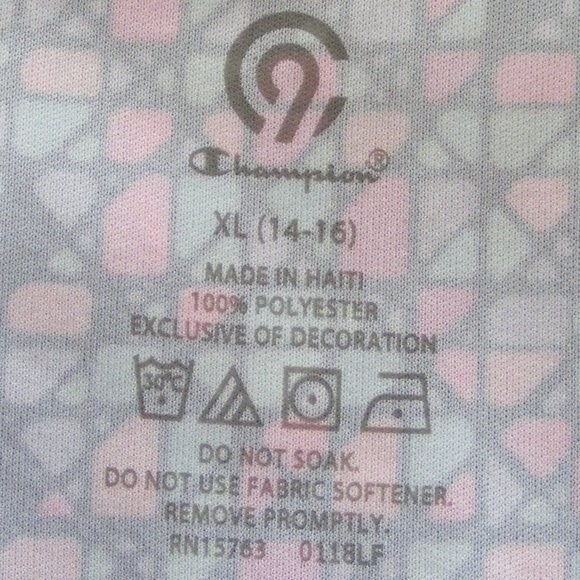 C9
Champion®
XL (14-16)
MADE IN HAITI
100% POLYESTER
EXCLUSIVE OF DECORATION
30°C
DO NOT SOAK.
DO NOT USE FABRIC SOFTENER.
REMOVE PROMPTLY.
RN15763 0118LF